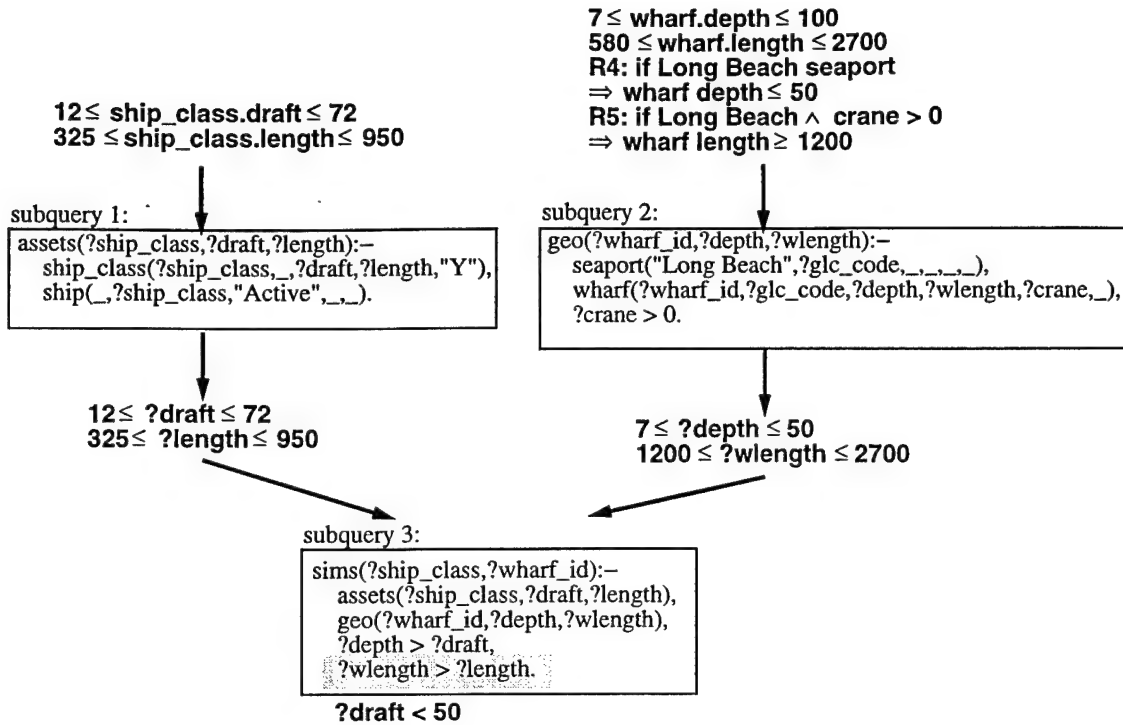 7 ≤ wharf.depth ≤ 100
580 ≤ wharf.length ≤ 2700
R4: if Long Beach seaport
⇒ wharf depth ≤ 50
R5: if Long Beach ∧ crane > 0
⇒ wharf length ≥ 1200
12 ≤ ship_class.draft ≤ 72
325 ≤ ship_class.length ≤ 950
subquery 1:
assets(?ship_class,?draft,?length):–
ship_class(?ship_class,_,?draft,?length,"Y"),
ship(_,?ship_class,"Active",_,_).
subquery 2:
geo(?wharf_id,?depth,?wlength):–
seaport("Long Beach",?glc_code,_,_,_,_),
wharf(?wharf_id,?glc_code,?depth,?wlength,?crane,_),
?crane > 0.
12 ≤ ?draft ≤ 72
325 ≤ ?length ≤ 950
7 ≤ ?depth ≤ 50
1200 ≤ ?wlength ≤ 2700
subquery 3:
sims(?ship_class,?wharf_id):–
assets(?ship_class,?draft,?length),
geo(?wharf_id,?depth,?wlength),
?depth > ?draft,
?wlength > ?length.
?draft < 50